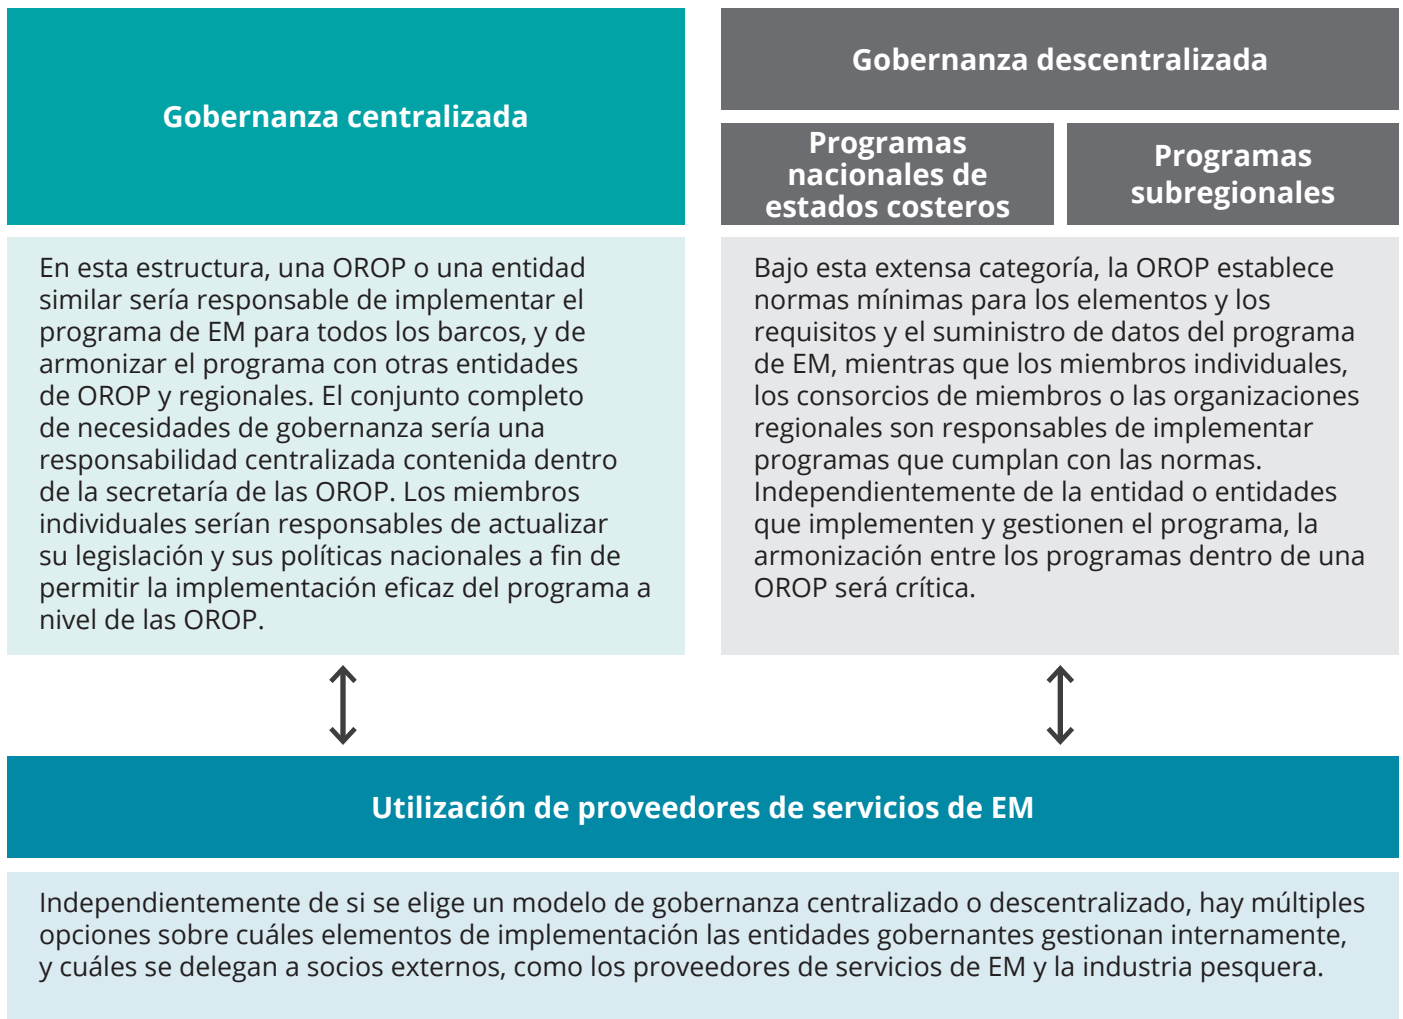 Gobernanza centralizada
En esta estructura, una OROP o una entidad
similar sería responsable de implementar el
programa de EM para todos los barcos, y de
armonizar el programa con otras entidades
de OROP y regionales. El conjunto completo
de necesidades de gobernanza sería una
responsabilidad centralizada contenida dentro
de la secretaría de las OROP. Los miembros
individuales serían responsables de actualizar
su legislación y sus políticas nacionales a fin de
permitir la implementación eficaz del programa a
nivel de las OROP.
Gobernanza descentralizada
Programas
nacionales de
estados costeros
Programas
subregionales
Bajo esta extensa categoría, la OROP establece
normas mínimas para los elementos y los
requisitos y el suministro de datos del programa
de EM, mientras que los miembros individuales,
los consorcios de miembros o las organizaciones
regionales son responsables de implementar
programas que cumplan con las normas.
Independientemente de la entidad o entidades
que implementen y gestionen el programa, la
armonización entre los programas dentro de una
OROP será crítica.
Utilización de proveedores de servicios de EM
Independientemente de si se elige un modelo de gobernanza centralizado o descentralizado, hay múltiples
opciones sobre cuáles elementos de implementación las entidades gobernantes gestionan internamente,
y cuáles se delegan a socios externos, como los proveedores de servicios de EM y la industria pesquera.